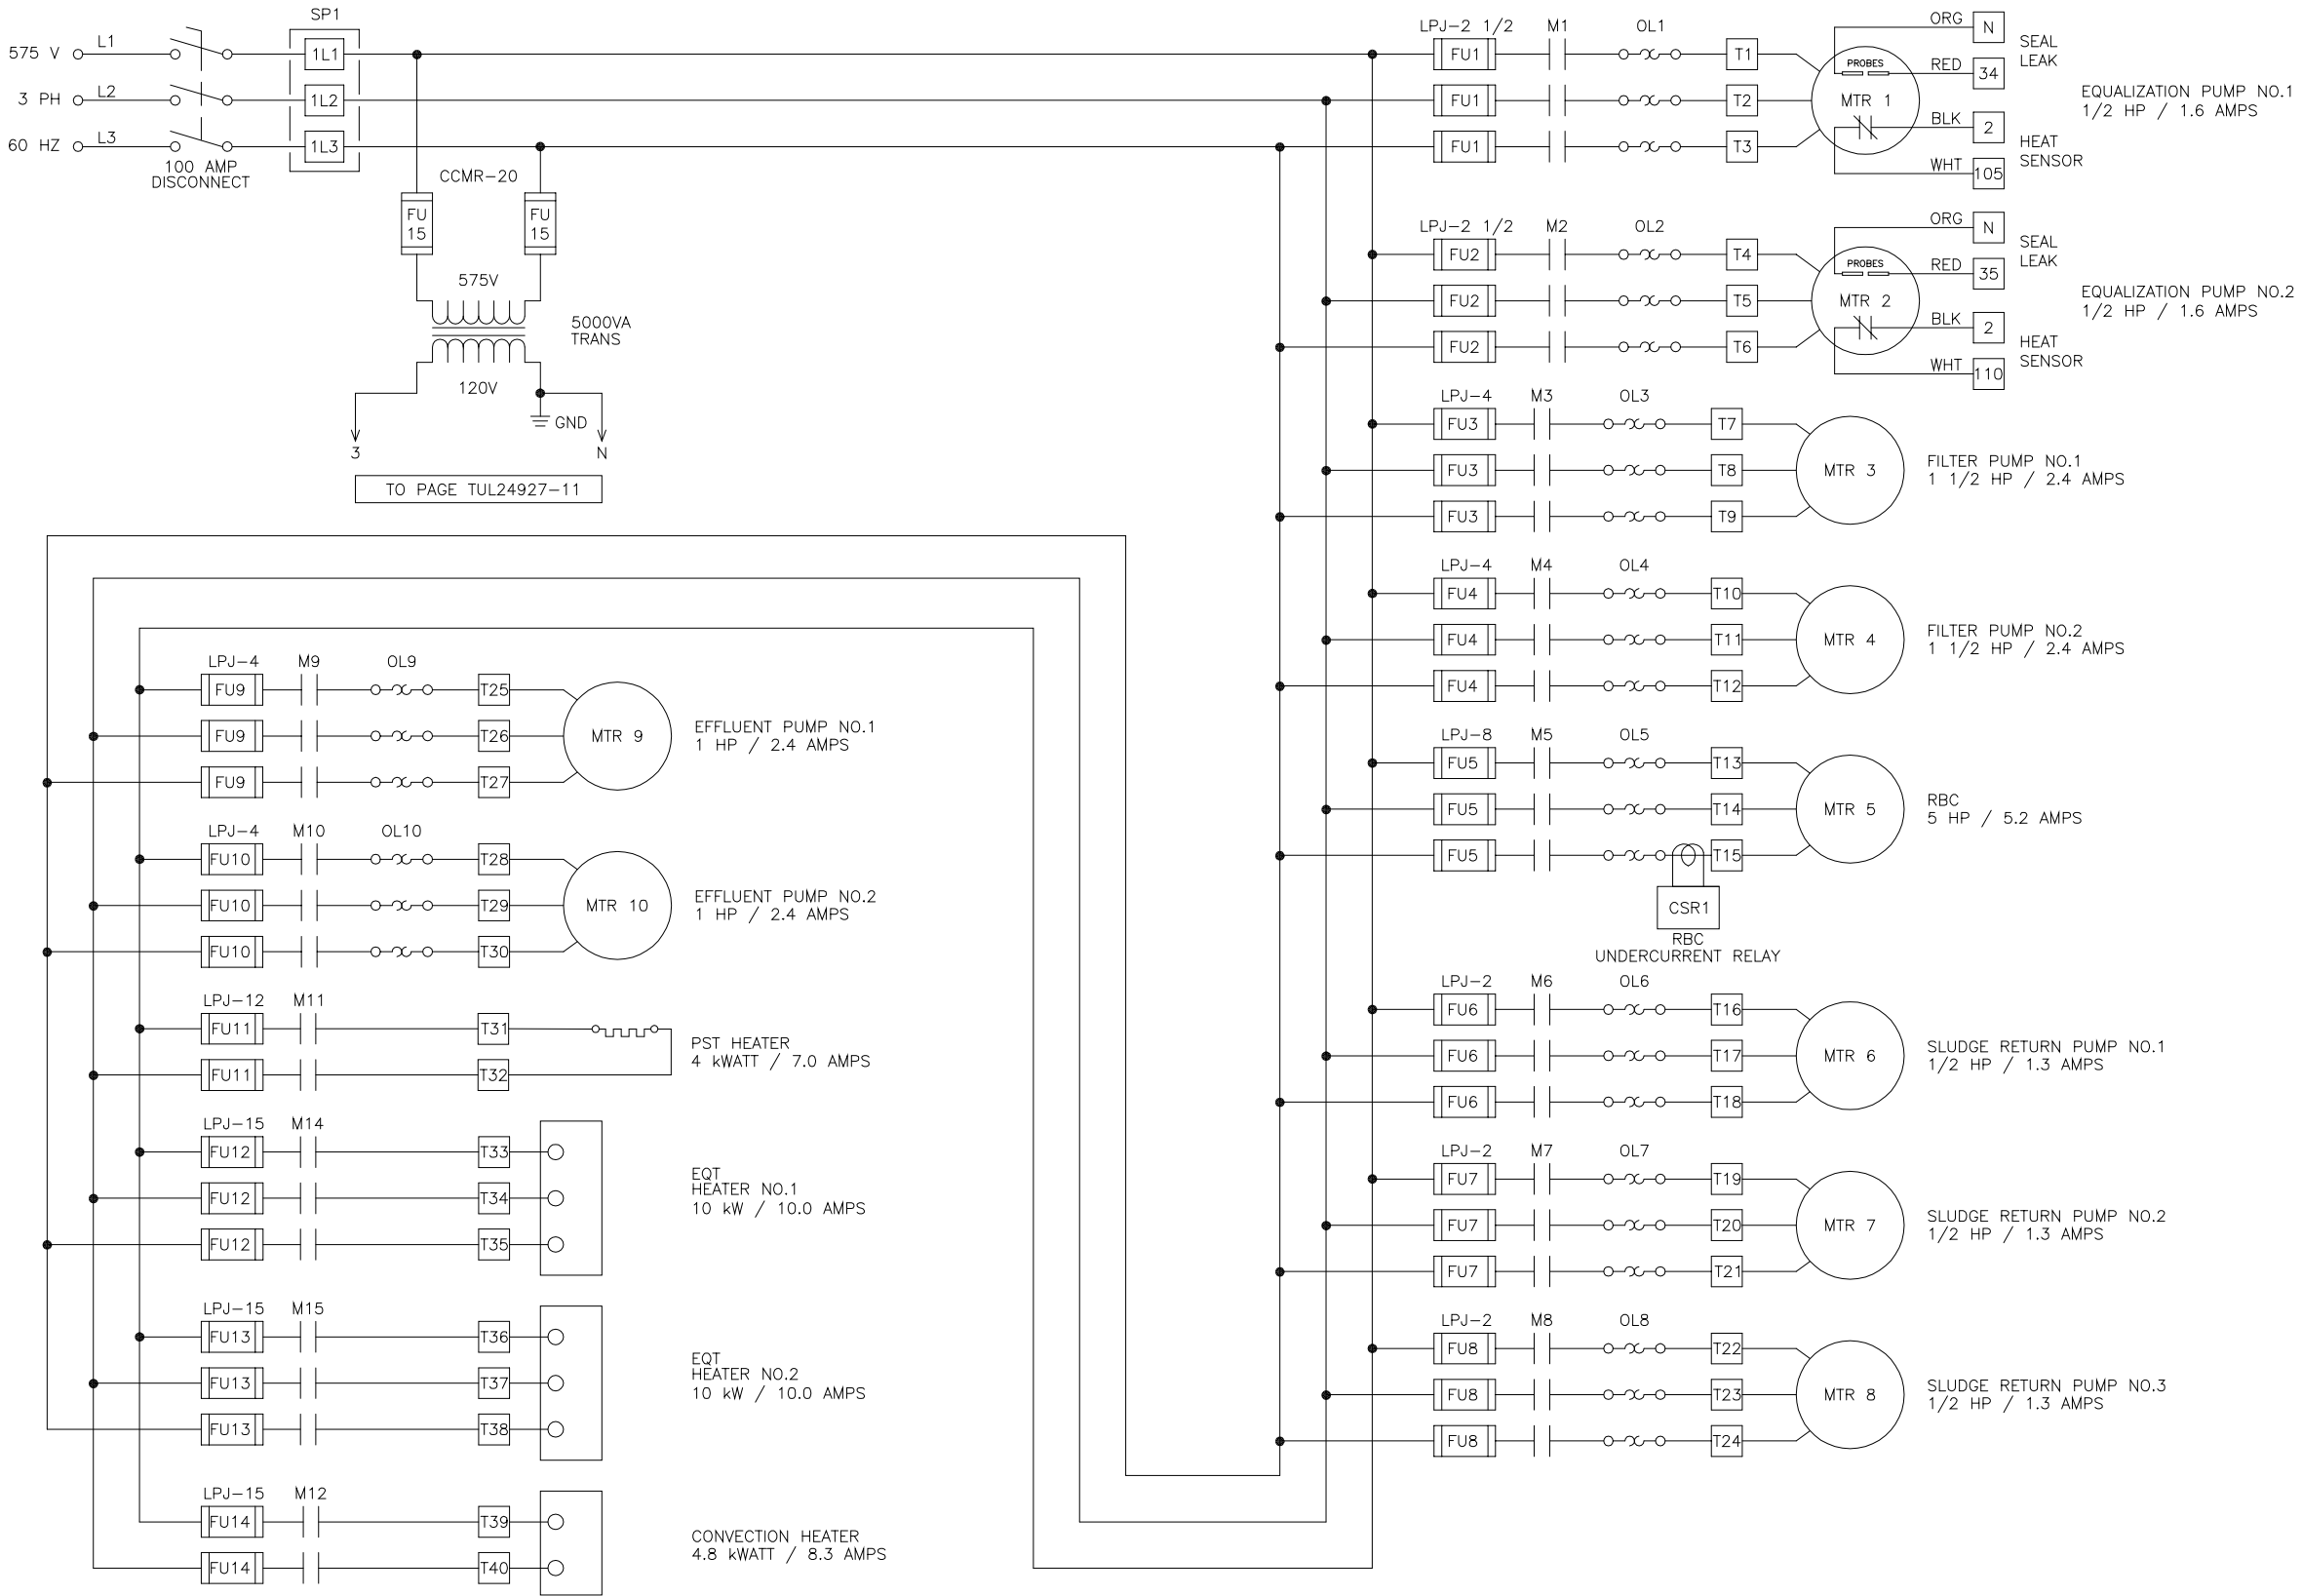 SP1
575 V L1 1L1
3 PH L2 1L2
60 HZ L3 1L3
100 AMP
DISCONNECT
CCMR-20
FU
15
FU
15
575V
5000VA
TRANS
120V
GND
3 N
TO PAGE TUL24927-11
LPJ-2 1/2 M1 OL1
FU1 T1
FU1 T2
FU1 T3
PROBES
MTR 1
ORG N
RED 34
SEAL
LEAK
BLK 2
WHT 105
HEAT
SENSOR
EQUALIZATION PUMP NO.1
1/2 HP / 1.6 AMPS
LPJ-2 1/2 M2 OL2
FU2 T4
FU2 T5
FU2 T6
PROBES
MTR 2
ORG N
RED 35
SEAL
LEAK
BLK 2
WHT 110
HEAT
SENSOR
EQUALIZATION PUMP NO.2
1/2 HP / 1.6 AMPS
LPJ-4 M3 OL3
FU3 T7
FU3 T8 MTR 3
FU3 T9
FILTER PUMP NO.1
1 1/2 HP / 2.4 AMPS
LPJ-4 M4 OL4
FU4 T10
FU4 T11 MTR 4
FU4 T12
FILTER PUMP NO.2
1 1/2 HP / 2.4 AMPS
LPJ-8 M5 OL5
FU5 T13
FU5 T14 MTR 5
FU5 T15
RBC
5 HP / 5.2 AMPS
CSR1
RBC
UNDERCURRENT RELAY
LPJ-2 M6 OL6
FU6 T16
FU6 T17 MTR 6
FU6 T18
SLUDGE RETURN PUMP NO.1
1/2 HP / 1.3 AMPS
LPJ-2 M7 OL7
FU7 T19
FU7 T20 MTR 7
FU7 T21
SLUDGE RETURN PUMP NO.2
1/2 HP / 1.3 AMPS
LPJ-2 M8 OL8
FU8 T22
FU8 T23 MTR 8
FU8 T24
SLUDGE RETURN PUMP NO.3
1/2 HP / 1.3 AMPS
LPJ-4 M9 OL9
FU9 T25
FU9 T26 MTR 9
FU9 T27
EFFLUENT PUMP NO.1
1 HP / 2.4 AMPS
LPJ-4 M10 OL10
FU10 T28
FU10 T29 MTR 10
FU10 T30
EFFLUENT PUMP NO.2
1 HP / 2.4 AMPS
LPJ-12 M11
FU11 T31
FU11 T32
PST HEATER
4 kWATT / 7.0 AMPS
LPJ-15 M14
FU12 T33
FU12 T34
FU12 T35
EQT
HEATER NO.1
10 kW / 10.0 AMPS
LPJ-15 M15
FU13 T36
FU13 T37
FU13 T38
EQT
HEATER NO.2
10 kW / 10.0 AMPS
LPJ-15 M12
FU14 T39
FU14 T40
CONVECTION HEATER
4.8 kWATT / 8.3 AMPS